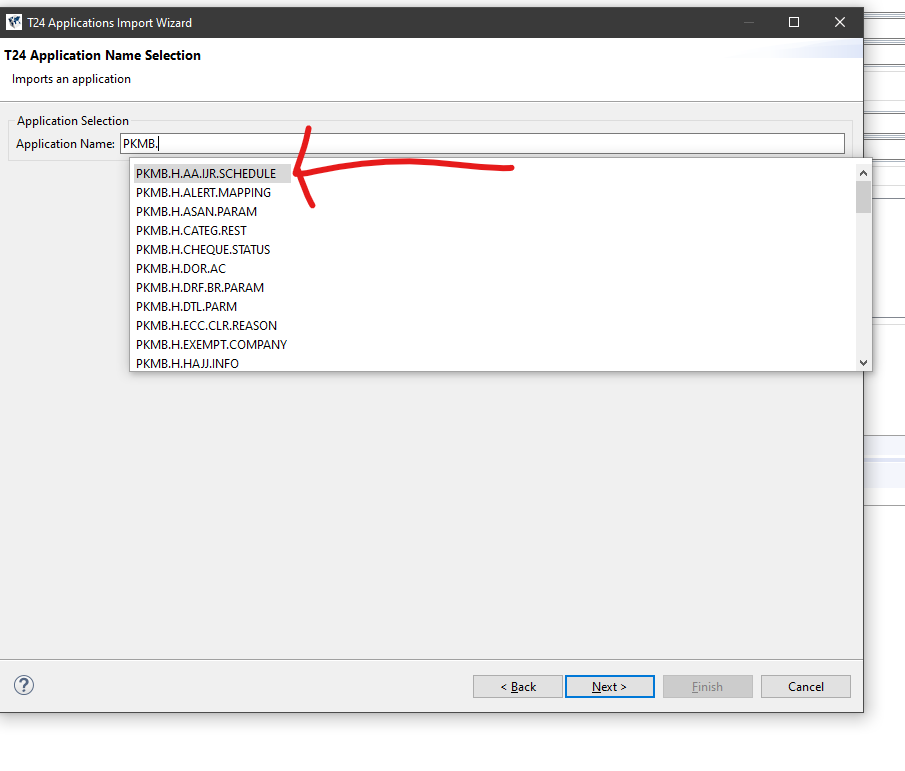 T24 Applications Import Wizard
T24 Application Name Selection
Imports an application
Application Selection
Application Name: PKMB.
PKMB.H.AA.IJR.SCHEDULE
PKMB.H.ALERT.MAPPING
PKMB.H.ASAN.PARAM
PKMB.H.CATEG.REST
PKMB.H.CHEQUE.STATUS
PKMB.H.DOR.AC
PKMB.H.DRF.BR.PARAM
PKMB.H.DTL.PARM
PKMB.H.ECC.CLR.REASON
PKMB.H.EXEMPT.COMPANY
PKMB.H.HAJJ.INFO
? < Back Next > Finish Cancel